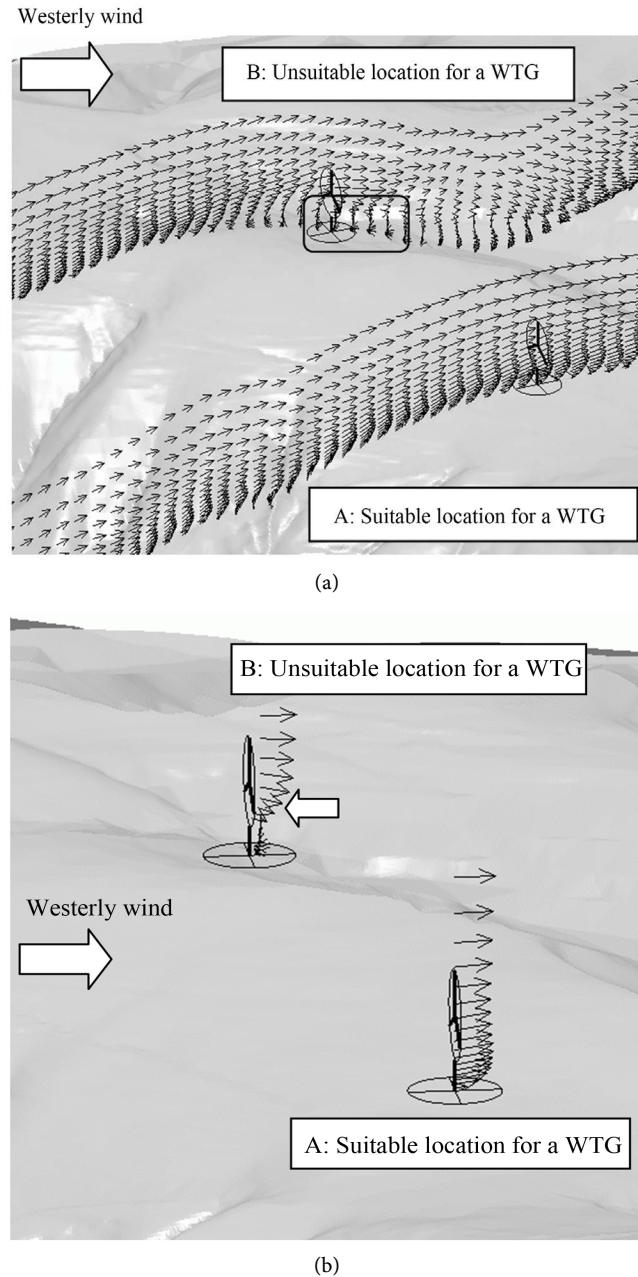 Westerly wind
B: Unsuitable location for a WTG
A: Suitable location for a WTG
(a)
B: Unsuitable location for a WTG
Westerly wind
A: Suitable location for a WTG
(b)